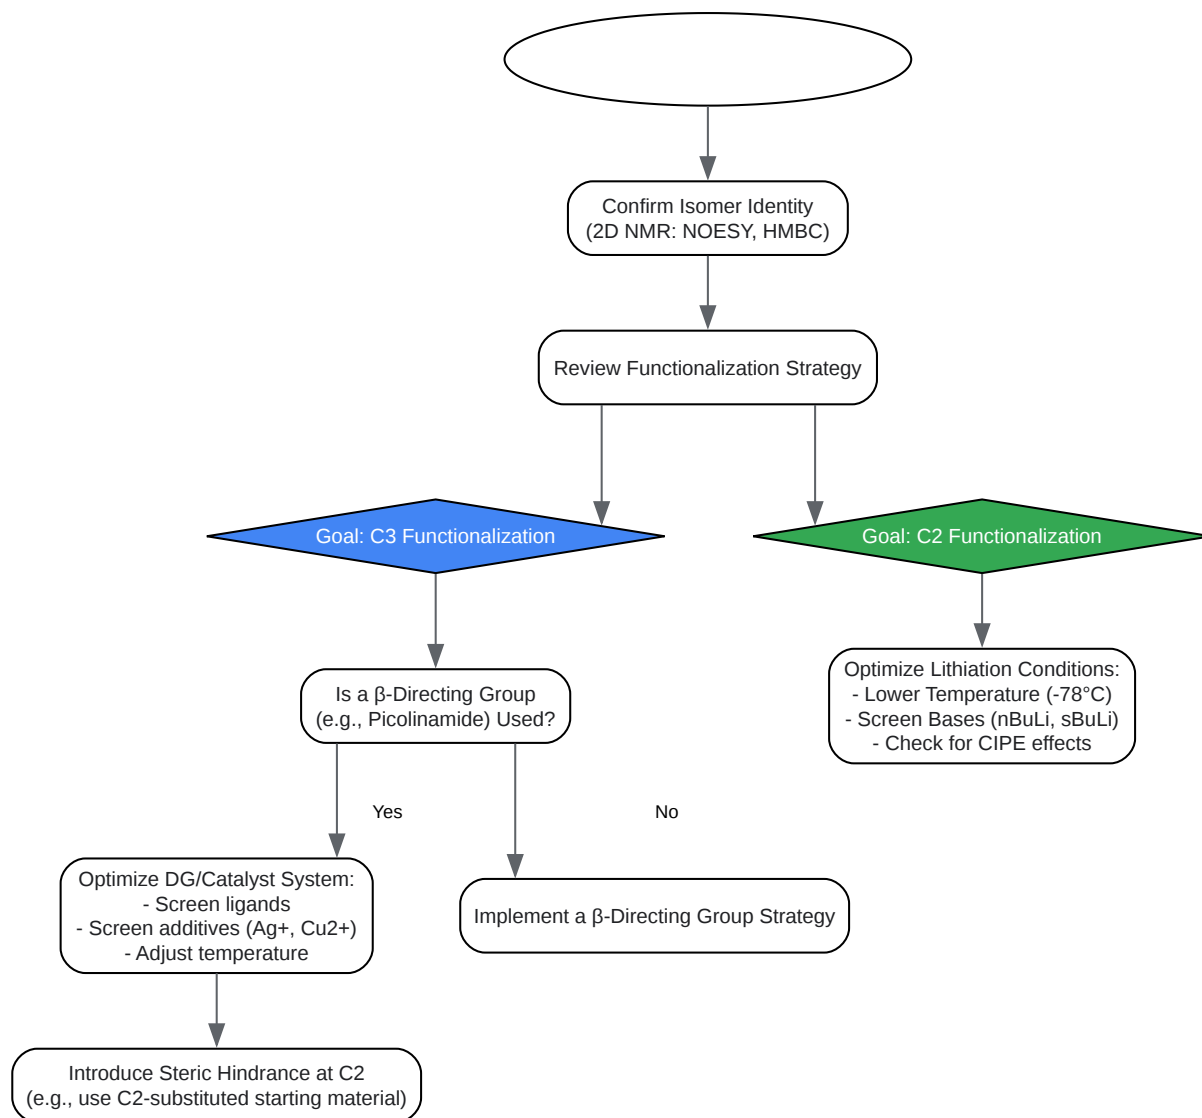 Confirm Isomer Identity
(2D NMR: NOESY, HMBC)
Review Functionalization Strategy
Goal: C3 Functionalization
Goal: C2 Functionalization
Is a β-Directing Group
(e.g., Picolinamide) Used?
Optimize Lithiation Conditions:
- Lower Temperature (-78°C)
- Screen Bases (nBuLi, sBuLi)
- Check for CIPE effects
Yes
No
Optimize DG/Catalyst System:
- Screen ligands
- Screen additives (Ag+, Cu2+)
- Adjust temperature
Implement a β-Directing Group Strategy
Introduce Steric Hindrance at C2
(e.g., use C2-substituted starting material)